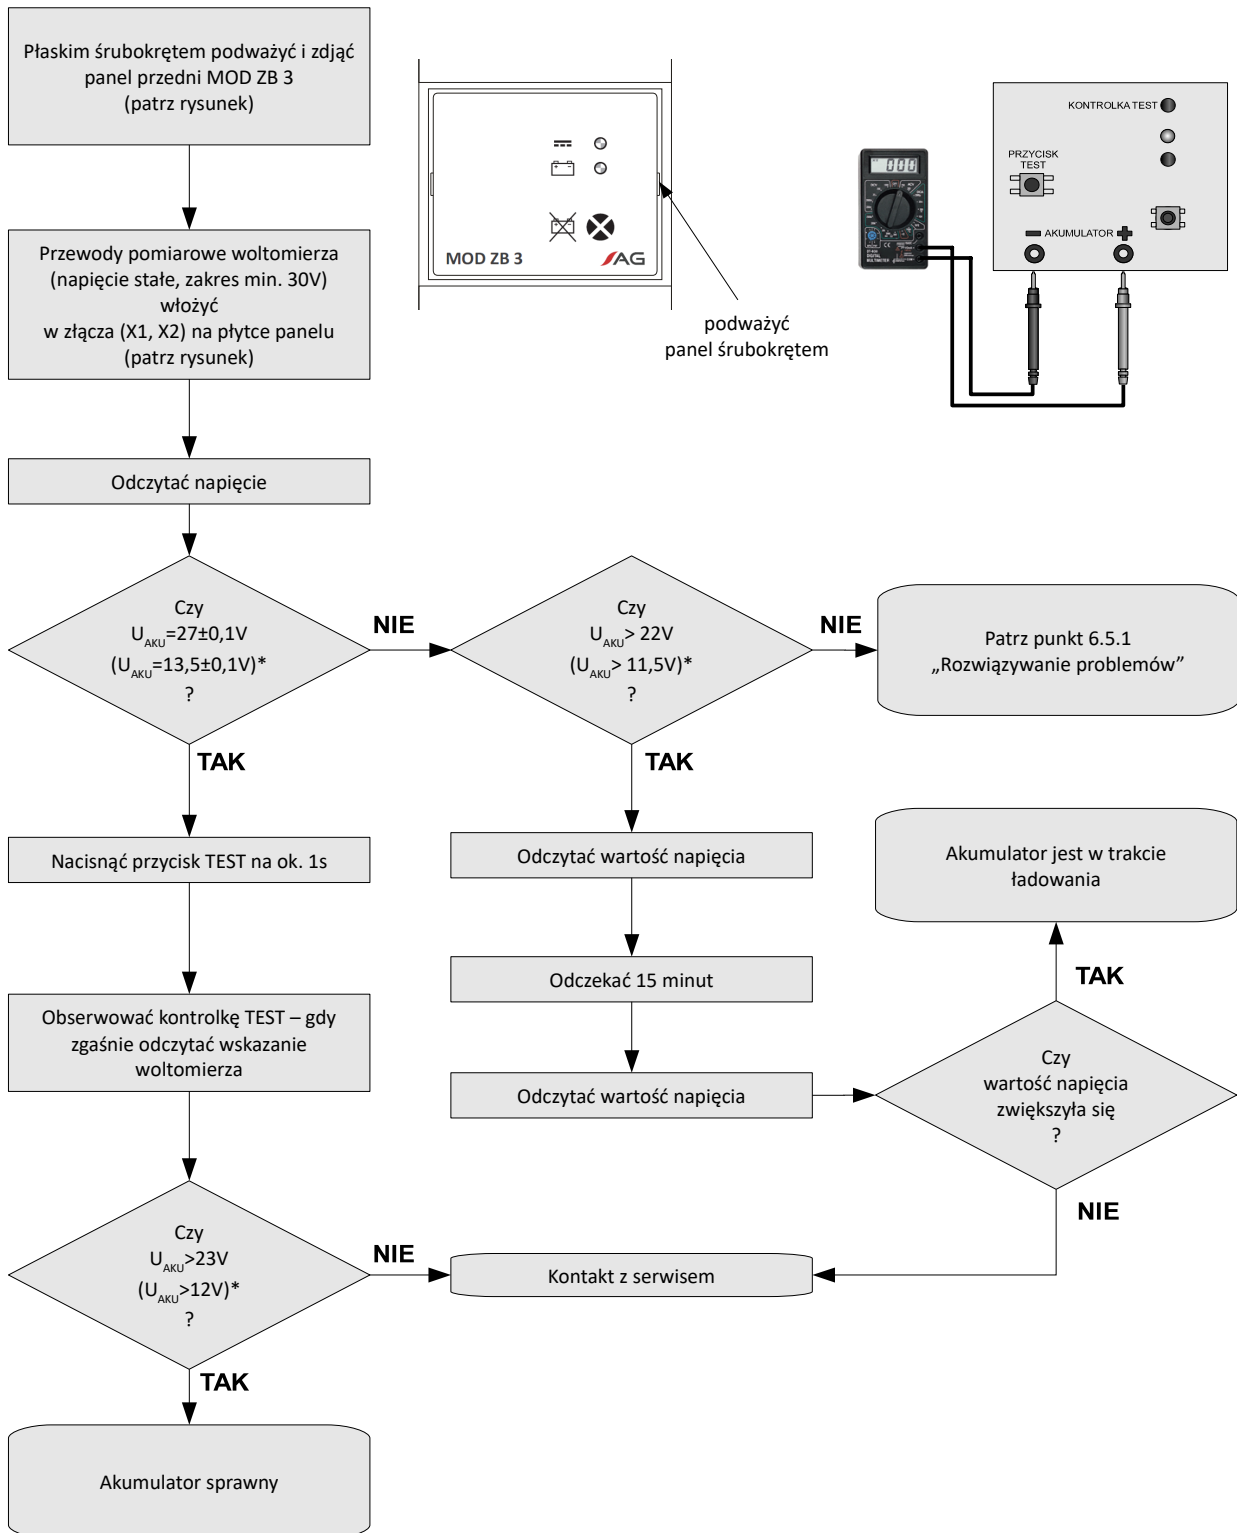 Płaskim śrubokrętem podważyć i zdjąć
panel przedni MOD ZB 3
(patrz rysunek)
MOD ZB 3
AG
podważyć
panel śrubokrętem
KONTROLKA TEST
PRZYCISK
TEST
AKUMULATOR
000
Przewody pomiarowe woltomierza
(napięcie stałe, zakres min. 30V)
włożyć
w złącza (X1, X2) na płytce panelu
(patrz rysunek)
Odczytać napięcie
Czy
UAKU=27±0,1V
(UAKU=13,5±0,1V)*
?
NIE
TAK
Czy
UAKU> 22V
(UAKU> 11,5V)*
?
NIE
TAK
Patrz punkt 6.5.1
„Rozwiązywanie problemów”
Nacisnąć przycisk TEST na ok. 1s
Odczytać wartość napięcia
Akumulator jest w trakcie
ładowania
Odczekać 15 minut
TAK
Obserwować kontrolkę TEST – gdy
zgaśnie odczytać wskazanie
woltomierza
Odczytać wartość napięcia
Czy
wartość napięcia
zwiększyła się
?
NIE
Czy
UAKU>23V
(UAKU>12V)*
?
NIE
Kontakt z serwisem
TAK
Akumulator sprawny